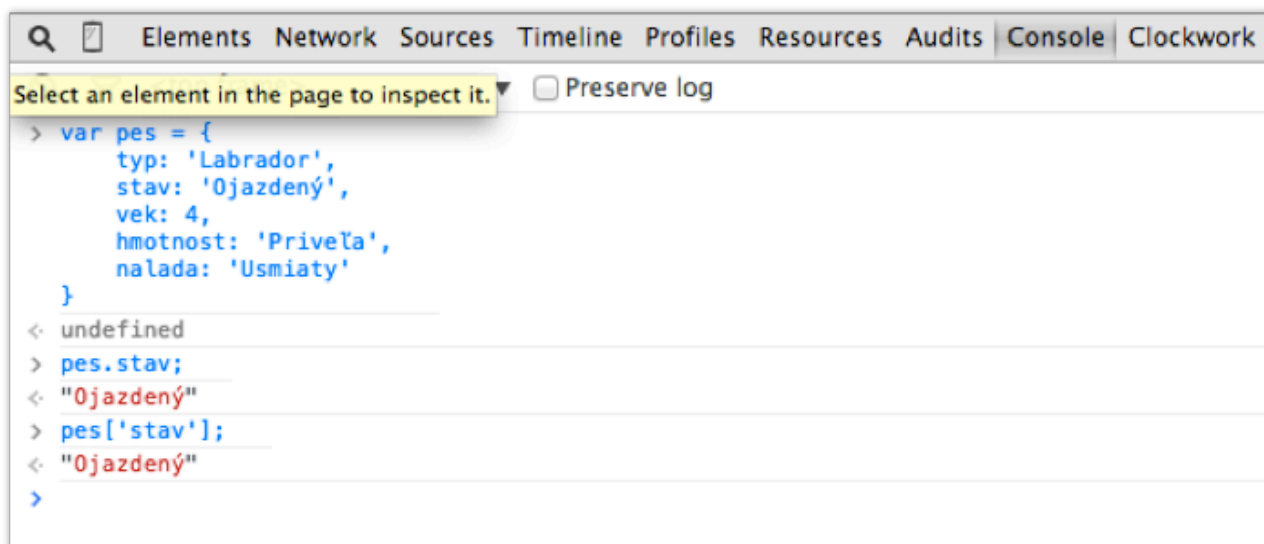 Elements Network Sources Timeline Profiles Resources Audits Console Clockwork
Select an element in the page to inspect it. ▼ Preserve log
> var pes = {
typ: 'Labrador',
stav: 'Ojazdený',
vek: 4,
hmotnost: 'Priveľa',
nalada: 'Usmiaty'
}
undefined
> pes.stav;
"Ojazdený"
> pes['stav'];
"Ojazdený"
>